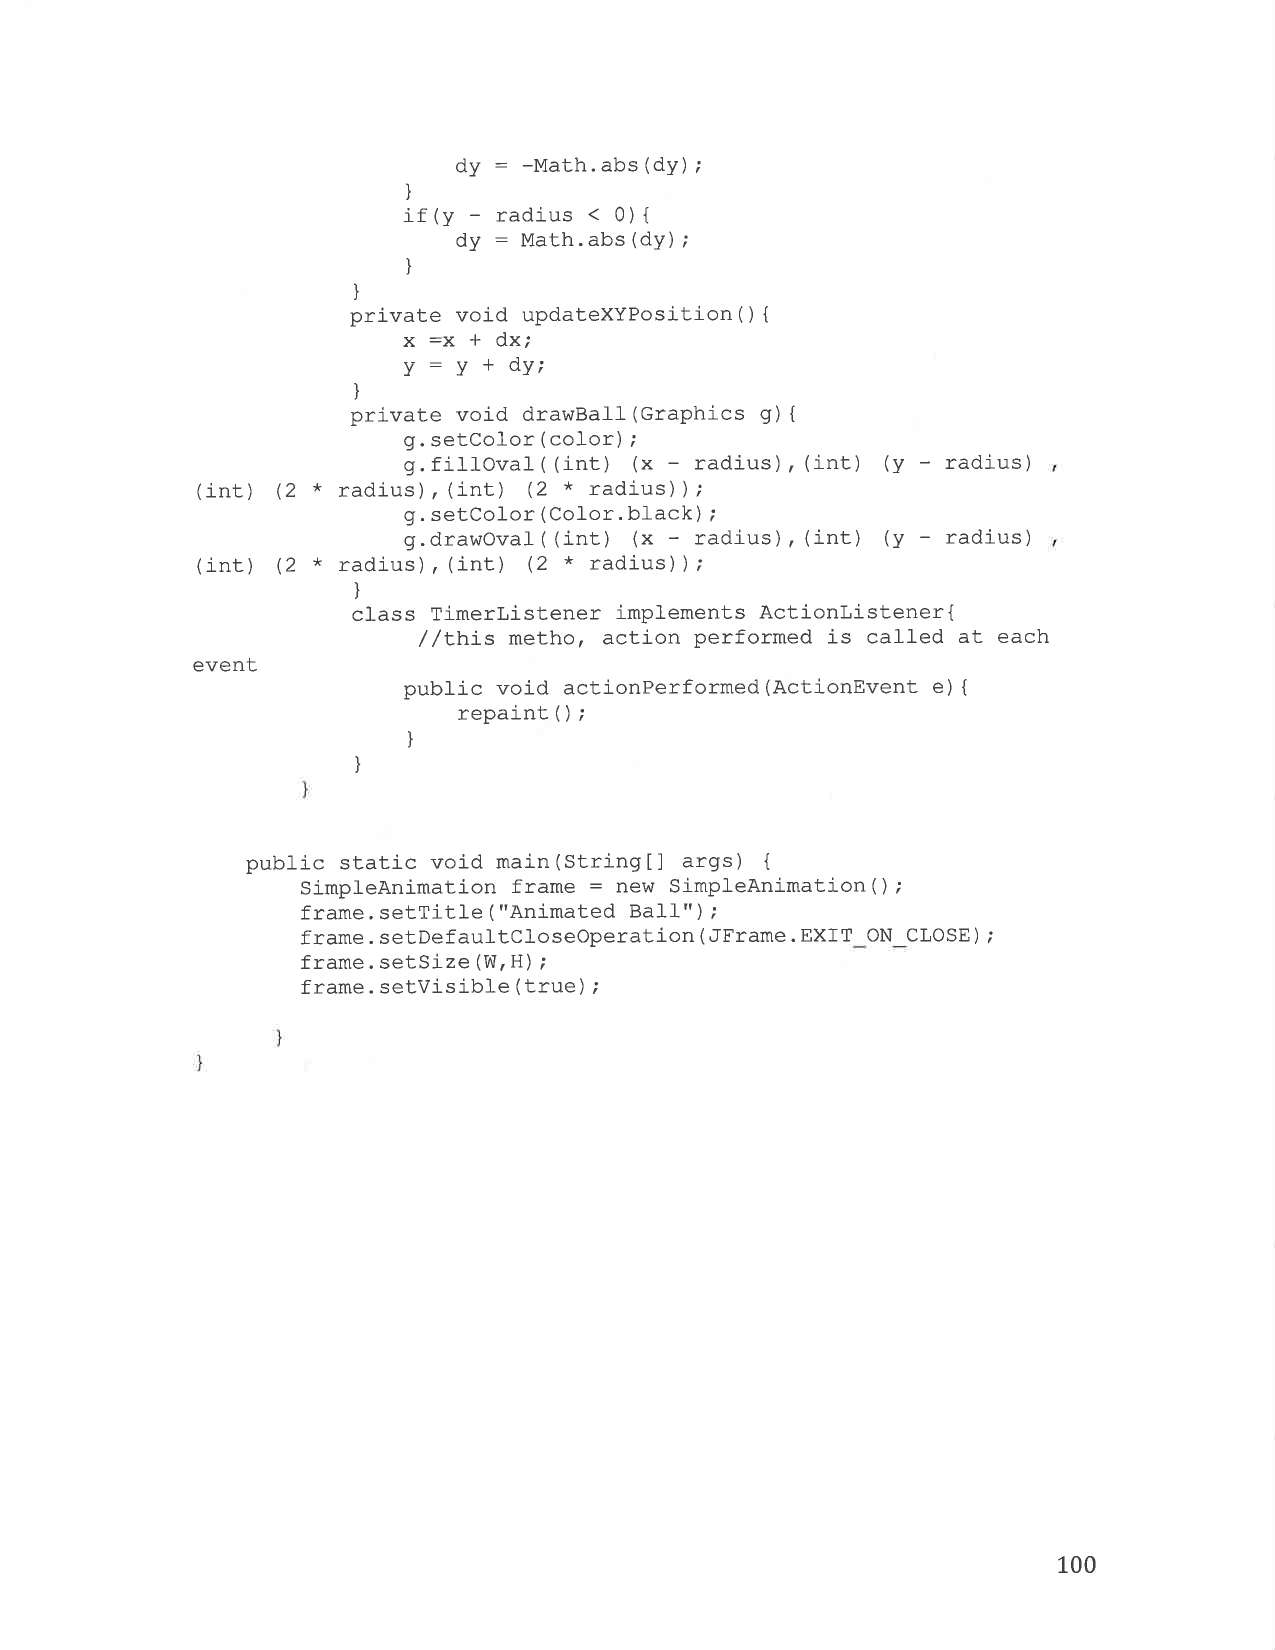 dy = -Math.abs(dy);
}
if(y - radius < 0){
dy = Math.abs(dy);
}
}
private void updateXYPosition(){
x =x + dx;
y = y + dy;
}
private void drawBall(Graphics g){
g.setColor(color);
g.fillOval((int) (x - radius),(int) (y - radius) ,
(int) (2 * radius),(int) (2 * radius));
g.setColor(Color.black);
g.drawOval((int) (x - radius),(int) (y - radius) ,
(int) (2 * radius),(int) (2 * radius));
}
class TimerListener implements ActionListener{
//this metho, action performed is called at each
event
public void actionPerformed(ActionEvent e){
repaint();
}
}
}
public static void main(String[] args) {
SimpleAnimation frame = new SimpleAnimation();
frame.setTitle("Animated Ball");
frame.setDefaultCloseOperation(JFrame.EXIT_ON_CLOSE);
frame.setSize(W,H);
frame.setVisible(true);
}
}
100